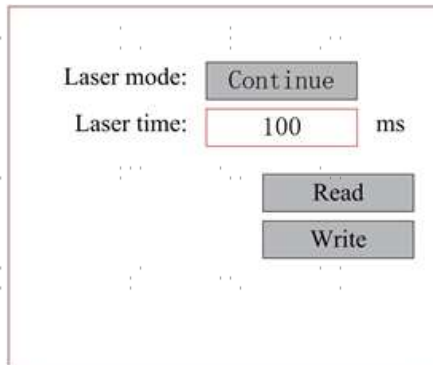 Laser mode: Continue
Laser time: 100 ms
Read
Write